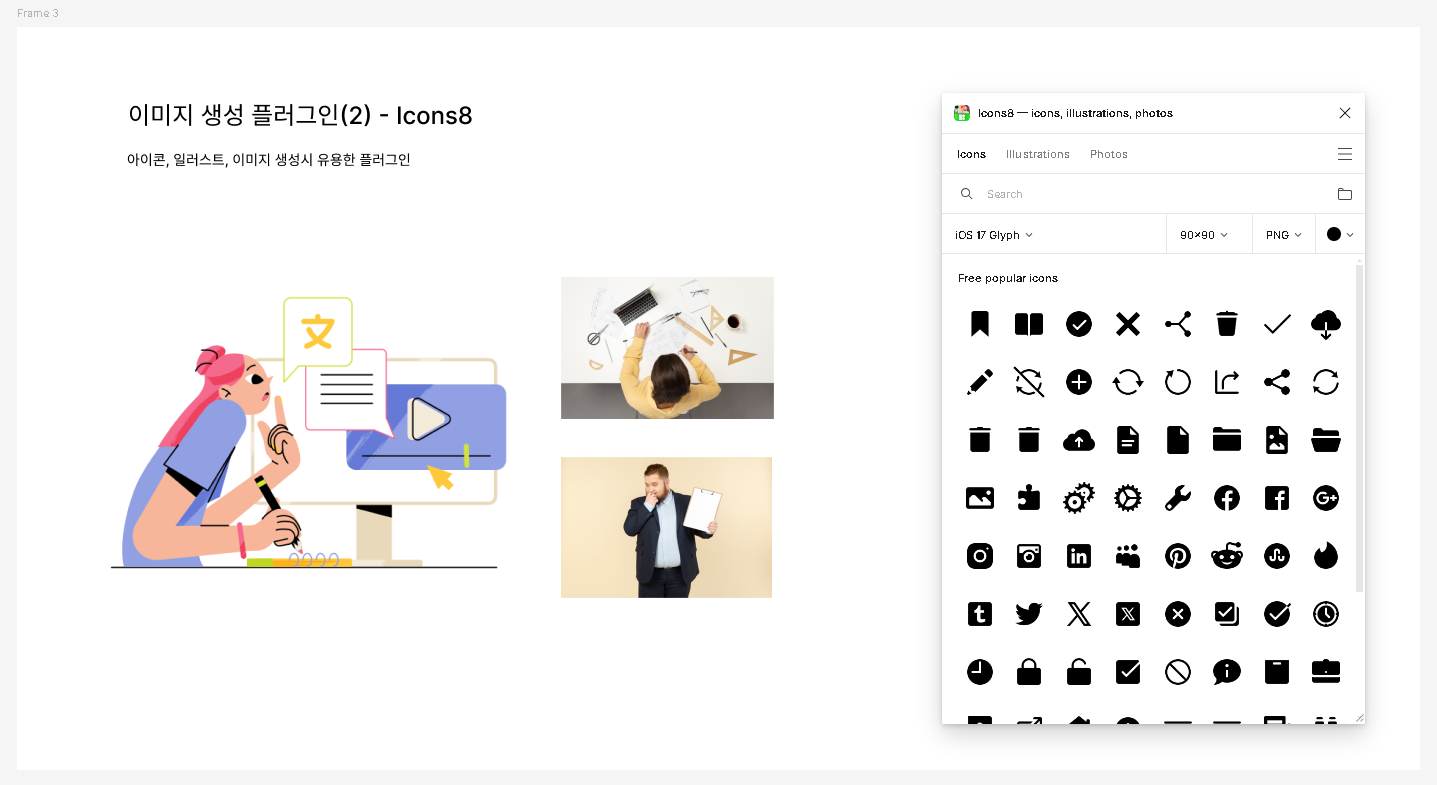 Frame 3
이미지 생성 플러그인(2) - Icons8
아이콘, 일러스트, 이미지 생성시 유용한 플러그인
文
Icons8 — icons, illustrations, photos
Icons Illustrations Photos
Search
iOS 17 Glyph 90×90 PNG
Free popular icons